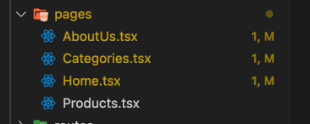 pages
AboutUs.tsx 1, M
Categories.tsx 1, M
Home.tsx 1, M
Products.tsx